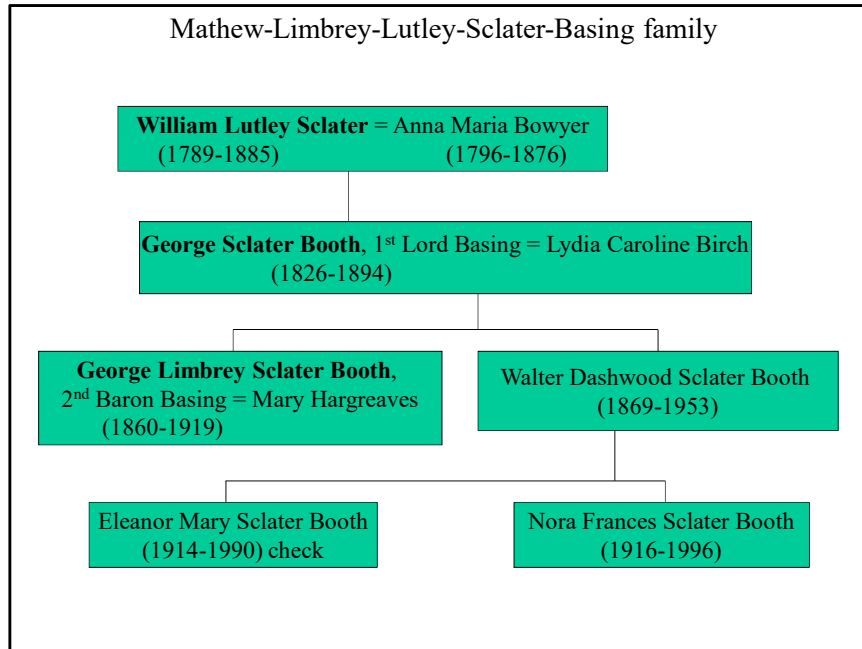 Mathew-Limbrey-Lutley-Sclater-Basing family
William Lutley Sclater = Anna Maria Bowyer
(1789-1885) (1796-1876)
George Sclater Booth, 1st Lord Basing = Lydia Caroline Birch
(1826-1894)
George Limbrey Sclater Booth,
2nd Baron Basing = Mary Hargreaves
(1860-1919)
Walter Dashwood Sclater Booth
(1869-1953)
Eleanor Mary Sclater Booth
(1914-1990) check
Nora Frances Sclater Booth
(1916-1996)